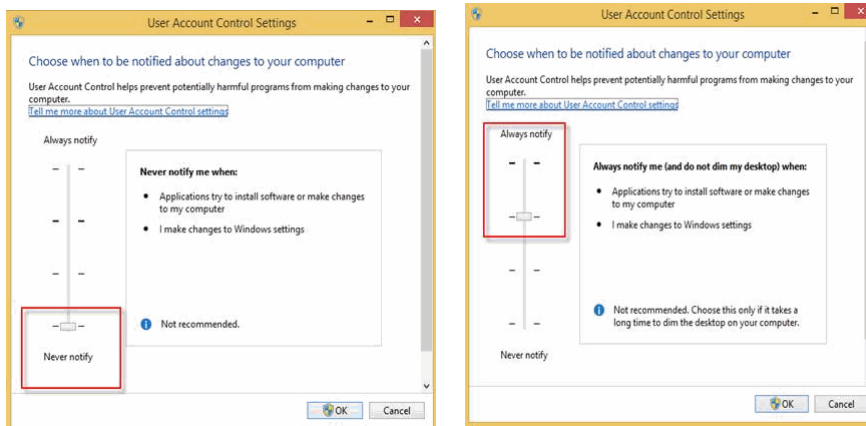 User Account Control Settings
Choose when to be notified about changes to your computer
User Account Control helps prevent potentially harmful programs from making changes to your
computer.
Tell me more about User Account Control settings
Always notify
Never notify me when:
• Applications try to install software or make changes
to my computer
• I make changes to Windows settings
Not recommended.
Never notify
OK
Cancel
User Account Control Settings
Choose when to be notified about changes to your computer
User Account Control helps prevent potentially harmful programs from making changes to your
computer.
Tell me more about User Account Control settings
Always notify
Always notify me (and do not dim my desktop) when:
• Applications try to install software or make changes
to my computer
• I make changes to Windows settings
Not recommended. Choose this only if it takes a
long time to dim the desktop on your computer.
Never notify
OK
Cancel